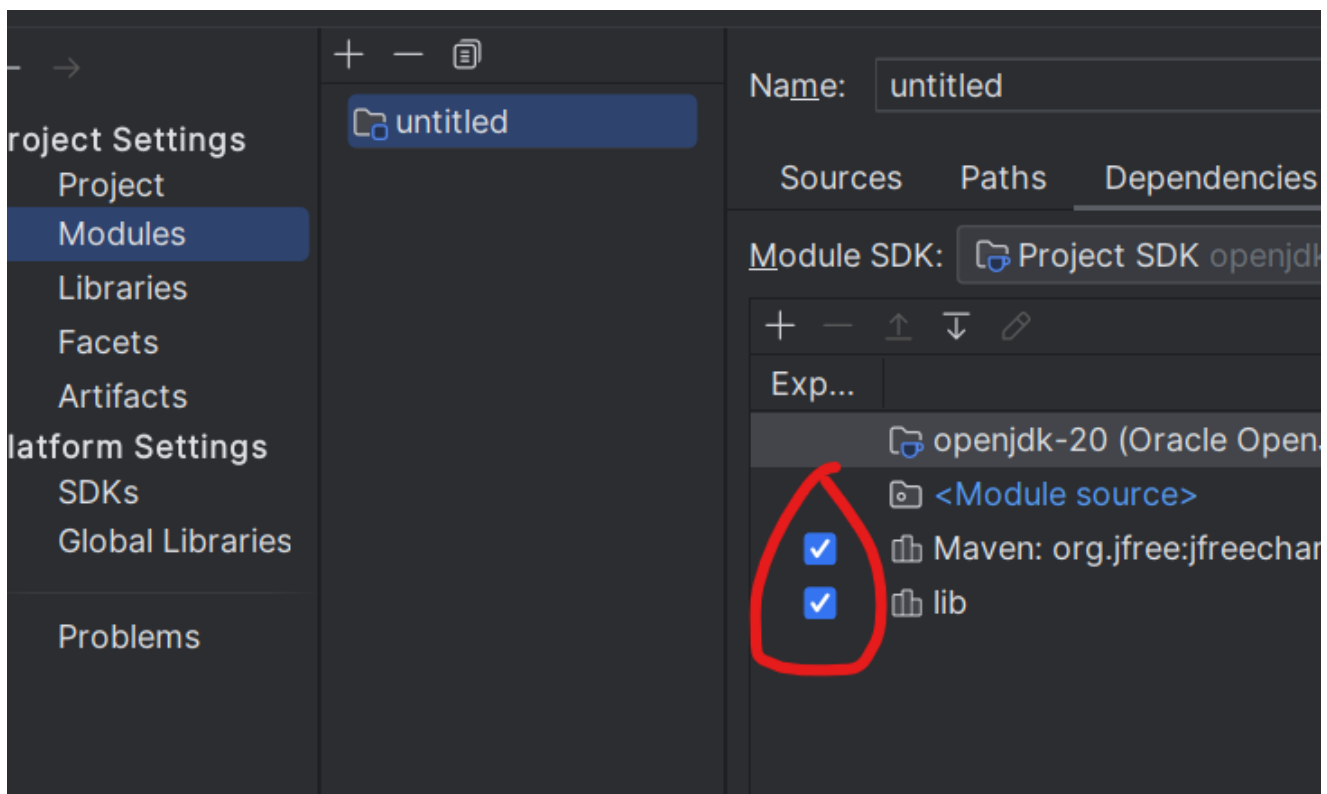 roject Settings
Project
Modules
Libraries
Facets
Artifacts
latform Settings
SDKs
Global Libraries
Problems
untitled
Name: untitled
Sources Paths Dependencies
Module SDK: Project SDK openjdk
Exp...
openjdk-20 (Oracle OpenJ
<Module source>
Maven: org.jfree:jfreechar
lib